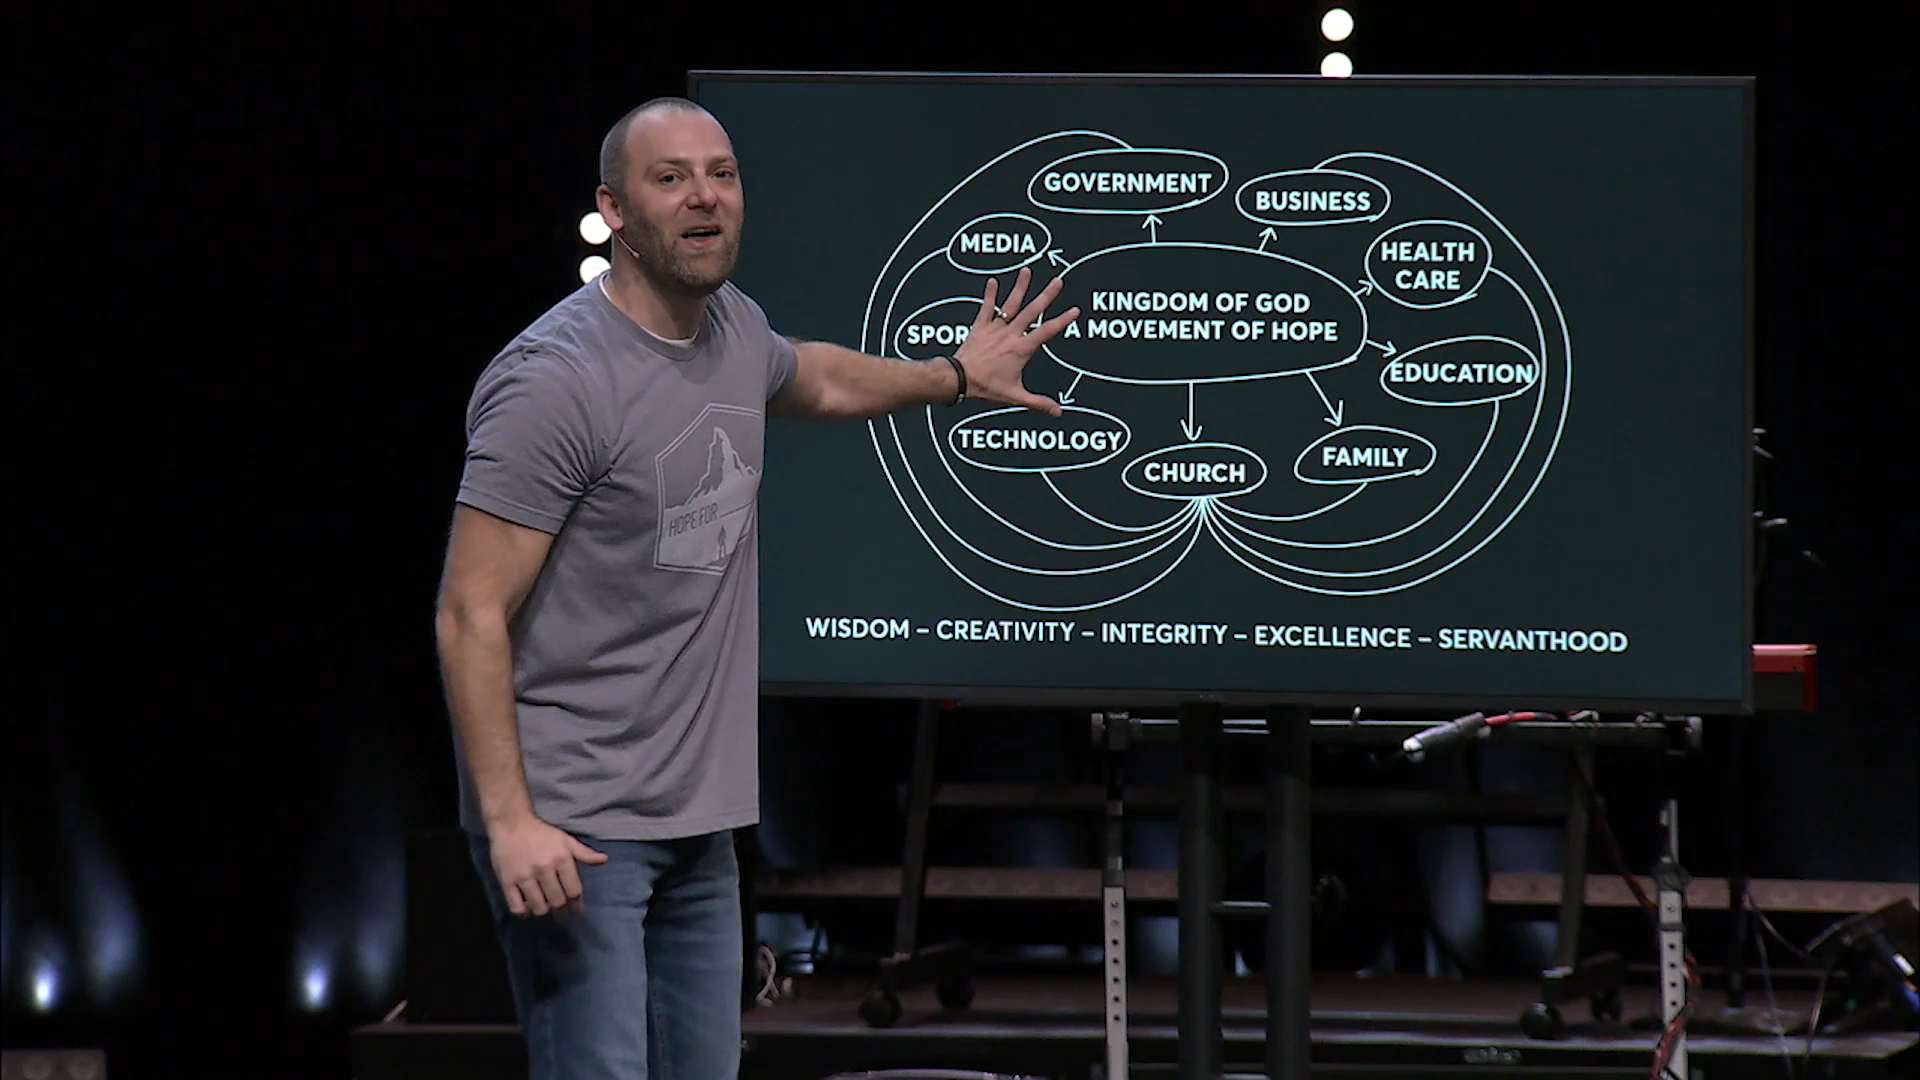 GOVERNMENT
BUSINESS
MEDIA
HEALTH
CARE
KINGDOM OF GOD
A MOVEMENT OF HOPE
EDUCATION
TECHNOLOGY
CHURCH
FAMILY
HOPE FOR
WISDOM – CREATIVITY – INTEGRITY – EXCELLENCE – SERVANTHOOD